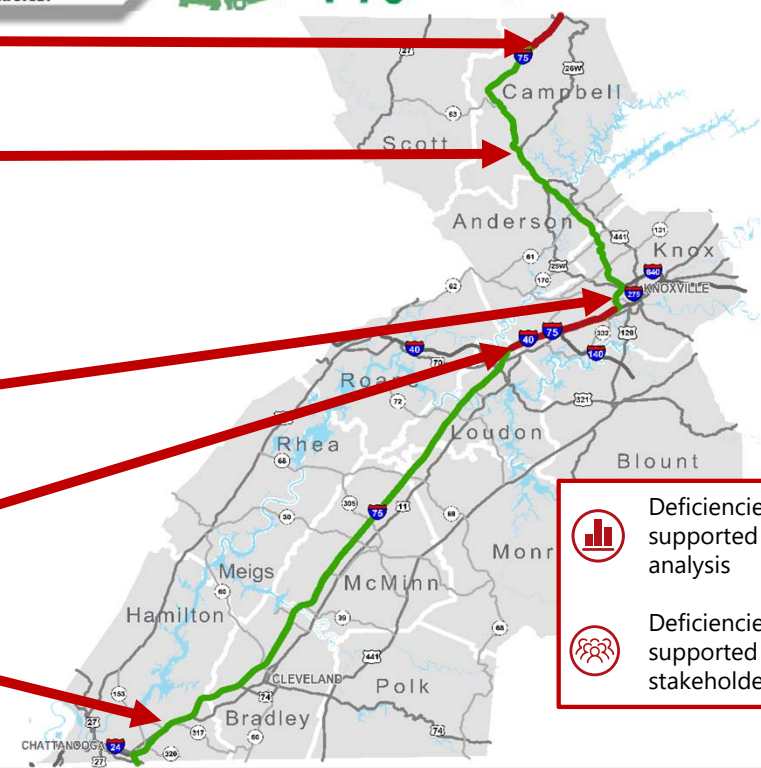 27
75
25W
Campbell
63
Scott
Anderson
441
131
Knox
61
25W
170
640
62
275
KNOXVILLE
40
75
332
129
40
70
140
Roane
72
321
Loudon
Rhea
68
Blount
305
11
30
75
68
Deficiencie
supported
analysis
Monr
Meigs
McMinn
60
Hamilton
39
68
Deficiencie
supported
stakeholde
441
CLEVELAND
Polk
153
74
27
Bradley
317
60
74
CHATTANOOGA
24
320
27